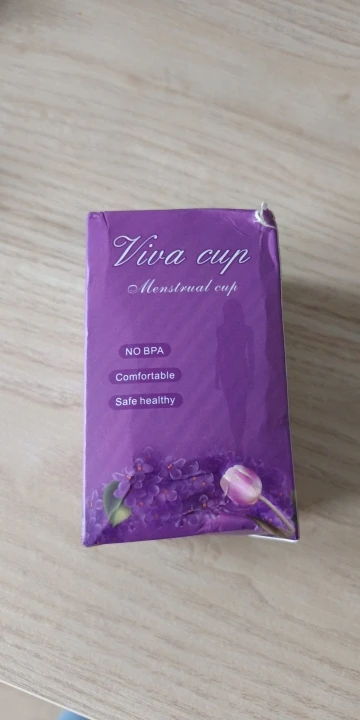 Viva cup
Menstrual cup
NO BPA
Comfortable
Safe healthy